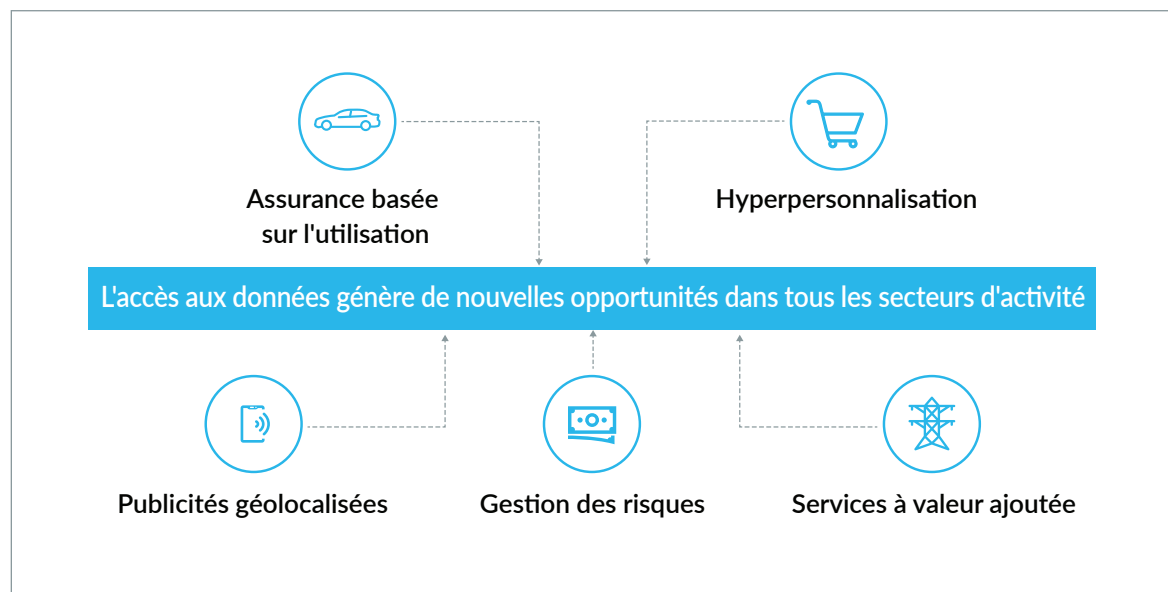 Assurance basée
sur l'utilisation
Hyperpersonnalisation
L'accès aux données génère de nouvelles opportunités dans tous les secteurs d'activité
Publicités géolocalisées
Gestion des risques
Services à valeur ajoutée